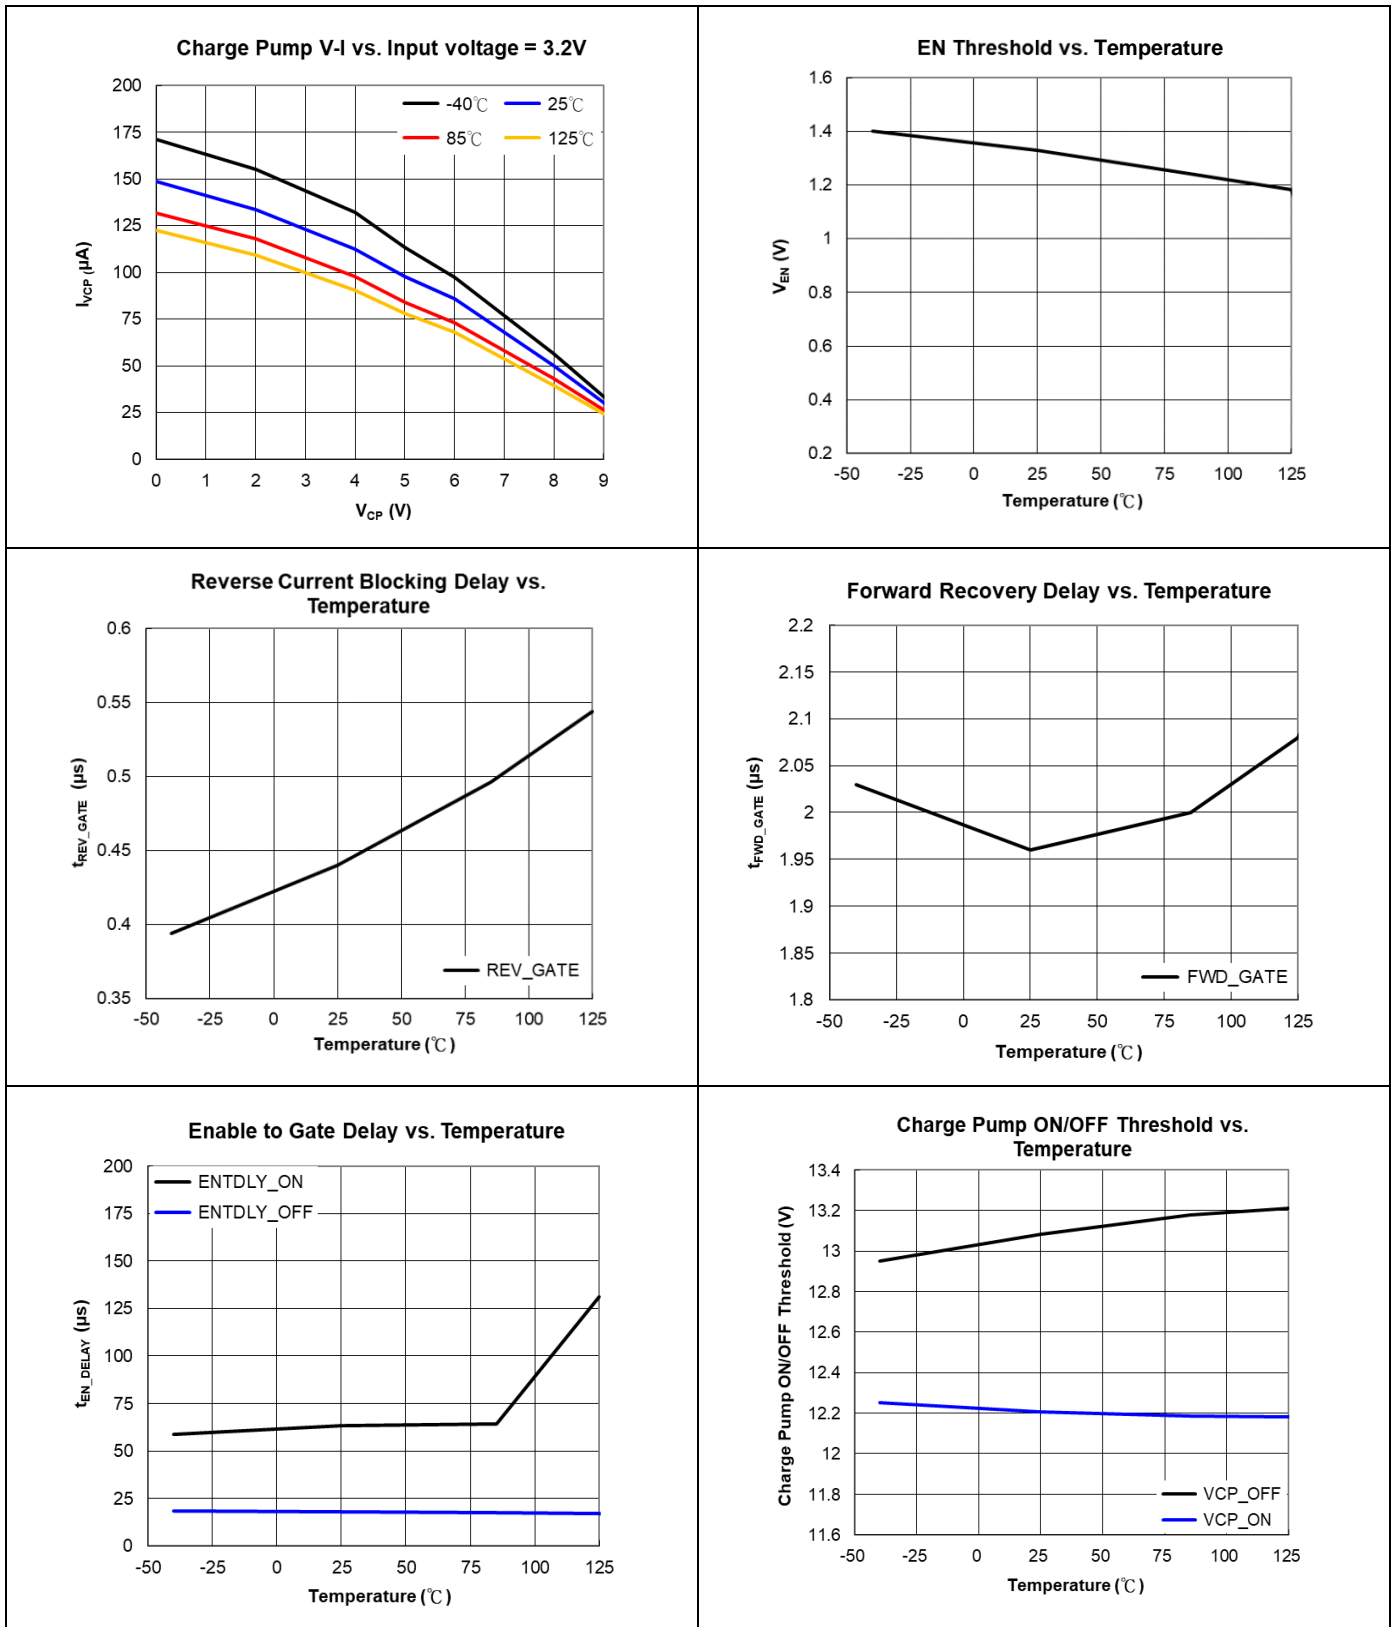 Charge Pump V-I vs. Input voltage = 3.2V
-40℃ 25℃
85℃ 125℃
200
175
150
125
100
75
50
25
0
I_VCP (µA)
0 1 2 3 4 5 6 7 8 9
V_CP (V)
EN Threshold vs. Temperature
1.6
1.4
1.2
1
0.8
0.6
0.4
0.2
V_EN (V)
-50 -25 0 25 50 75 100 125
Temperature (℃)
Reverse Current Blocking Delay vs.
Temperature
0.6
0.55
0.5
0.45
0.4
0.35
t_REV_GATE (µs)
REV_GATE
-50 -25 0 25 50 75 100 125
Temperature (℃)
Forward Recovery Delay vs. Temperature
2.2
2.15
2.1
2.05
2
1.95
1.9
1.85
1.8
t_FWD_GATE (µs)
FWD_GATE
-50 -25 0 25 50 75 100 125
Temperature (℃)
Enable to Gate Delay vs. Temperature
ENTDLY_ON
ENTDLY_OFF
200
175
150
125
100
75
50
25
0
t_EN_DELAY (µs)
-50 -25 0 25 50 75 100 125
Temperature (℃)
Charge Pump ON/OFF Threshold vs.
Temperature
13.4
13.2
13
12.8
12.6
12.4
12.2
12
11.8
11.6
Charge Pump ON/OFF Threshold (V)
VCP_OFF
VCP_ON
-50 -25 0 25 50 75 100 125
Temperature (℃)